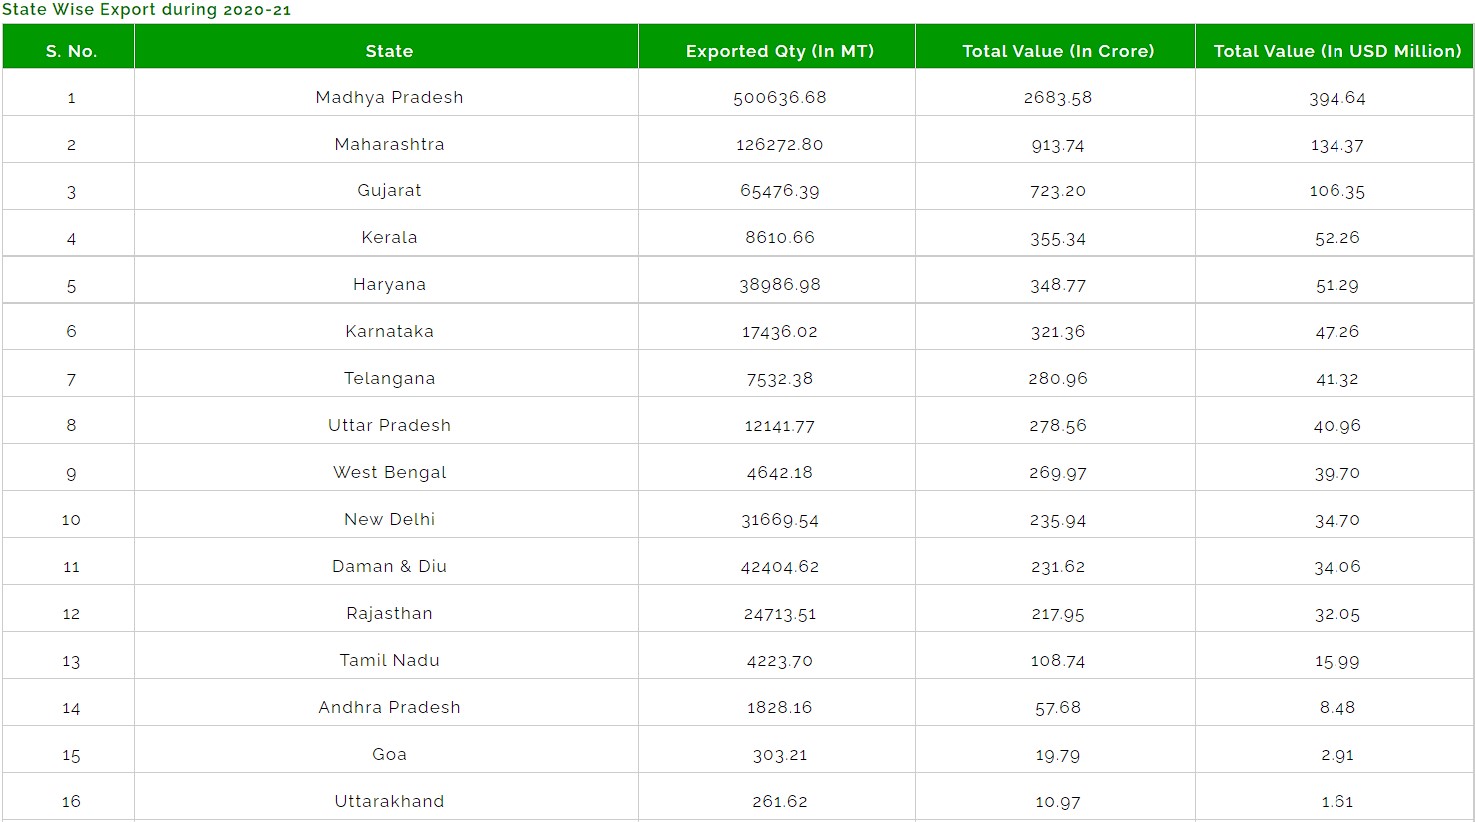 State Wise Export during 2020-21
S. No. State Exported Qty (In MT) Total Value (In Crore) Total Value (In USD Million)
1 Madhya Pradesh 500636.68 2683.58 394.64
2 Maharashtra 126272.80 913.74 134.37
3 Gujarat 65476.39 723.20 106.35
4 Kerala 8610.66 355.34 52.26
5 Haryana 38986.98 348.77 51.29
6 Karnataka 17436.02 321.36 47.26
7 Telangana 7532.38 280.96 41.32
8 Uttar Pradesh 12141.77 278.56 40.96
9 West Bengal 4642.18 269.97 39.70
10 New Delhi 31669.54 235.94 34.70
11 Daman & Diu 42404.62 231.62 34.06
12 Rajasthan 24713.51 217.95 32.05
13 Tamil Nadu 4223.70 108.74 15.99
14 Andhra Pradesh 1828.16 57.68 8.48
15 Goa 303.21 19.79 2.91
16 Uttarakhand 261.62 10.97 1.61